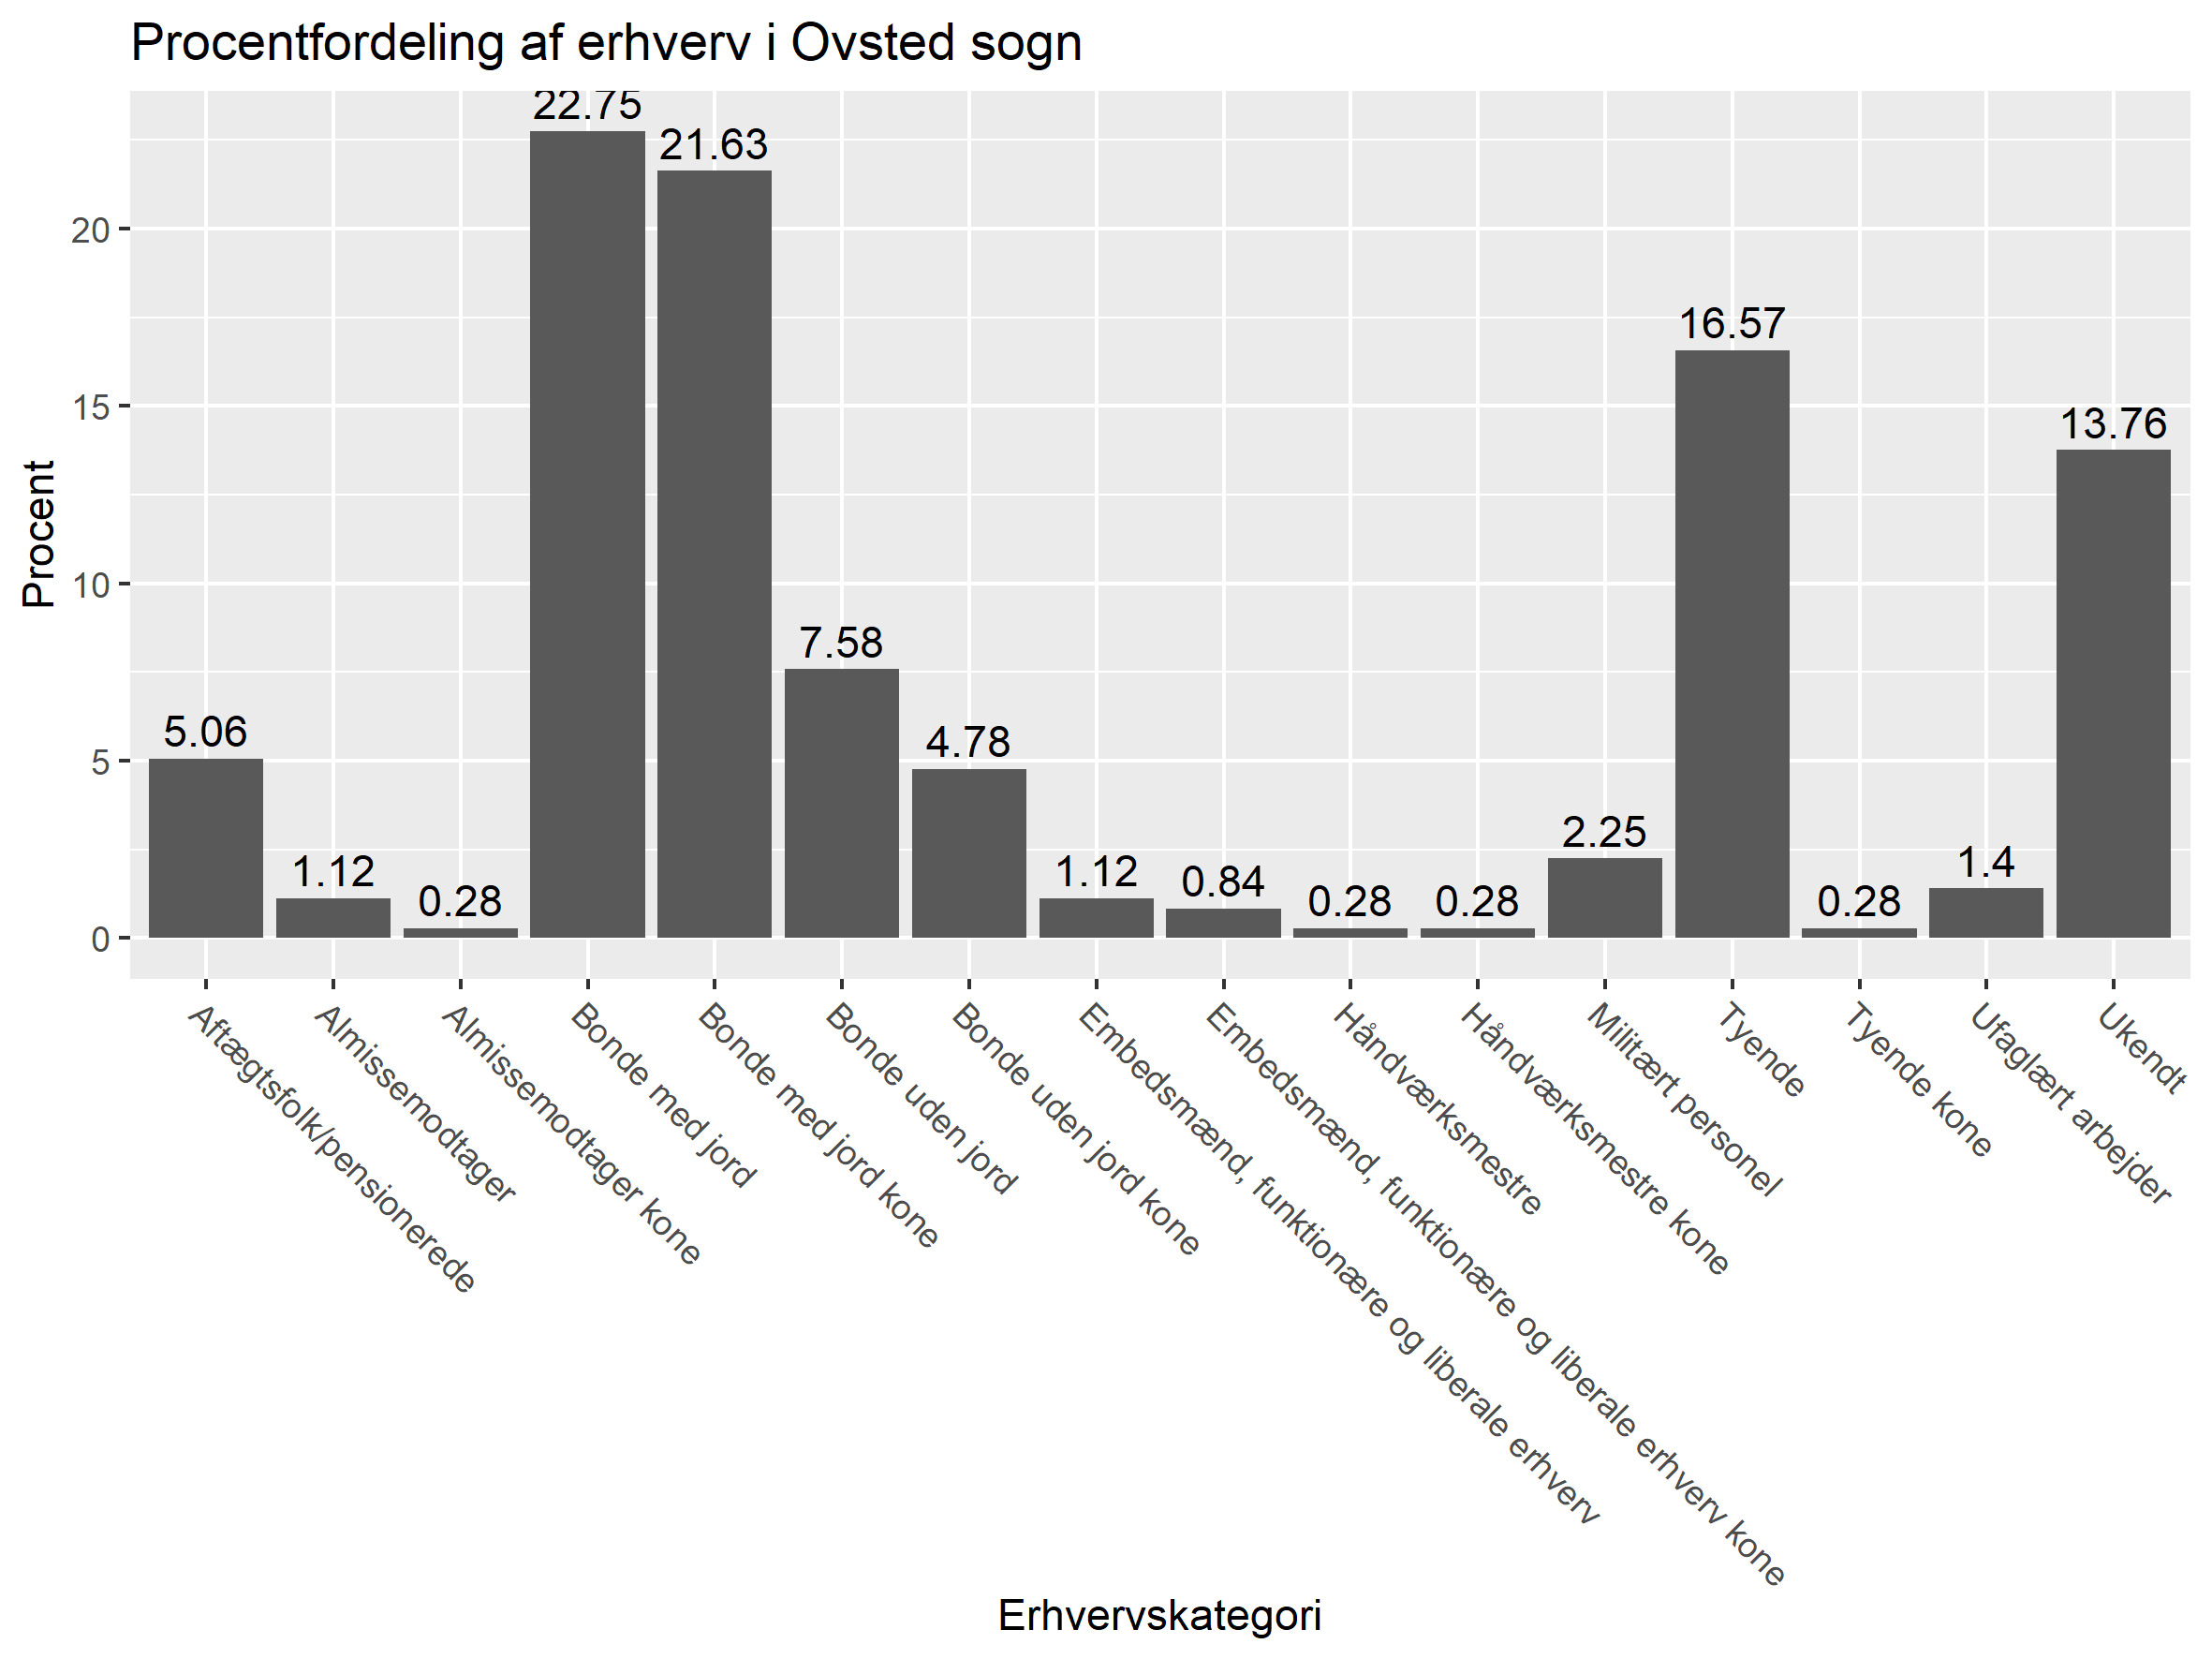 Procentfordeling af erhverv i Ovsted sogn
Procent
20
15
10
5
0
5.06
1.12
0.28
22.75
21.63
7.58
4.78
1.12
0.84
0.28
0.28
2.25
16.57
0.28
1.4
13.76
Aftægtsfolk/pensionerede
Almissemodtager
Almissemodtager kone
Bonde med jord
Bonde med jord kone
Bonde uden jord
Bonde uden jord kone
Embedsmænd, funktionære og liberale erhverv
Embedsmænd, funktionære og liberale erhverv kone
Håndværksmestre
Håndværksmestre kone
Militært personel
Tyende
Tyende kone
Ufaglært arbejder
Ukendt
Erhvervskategori